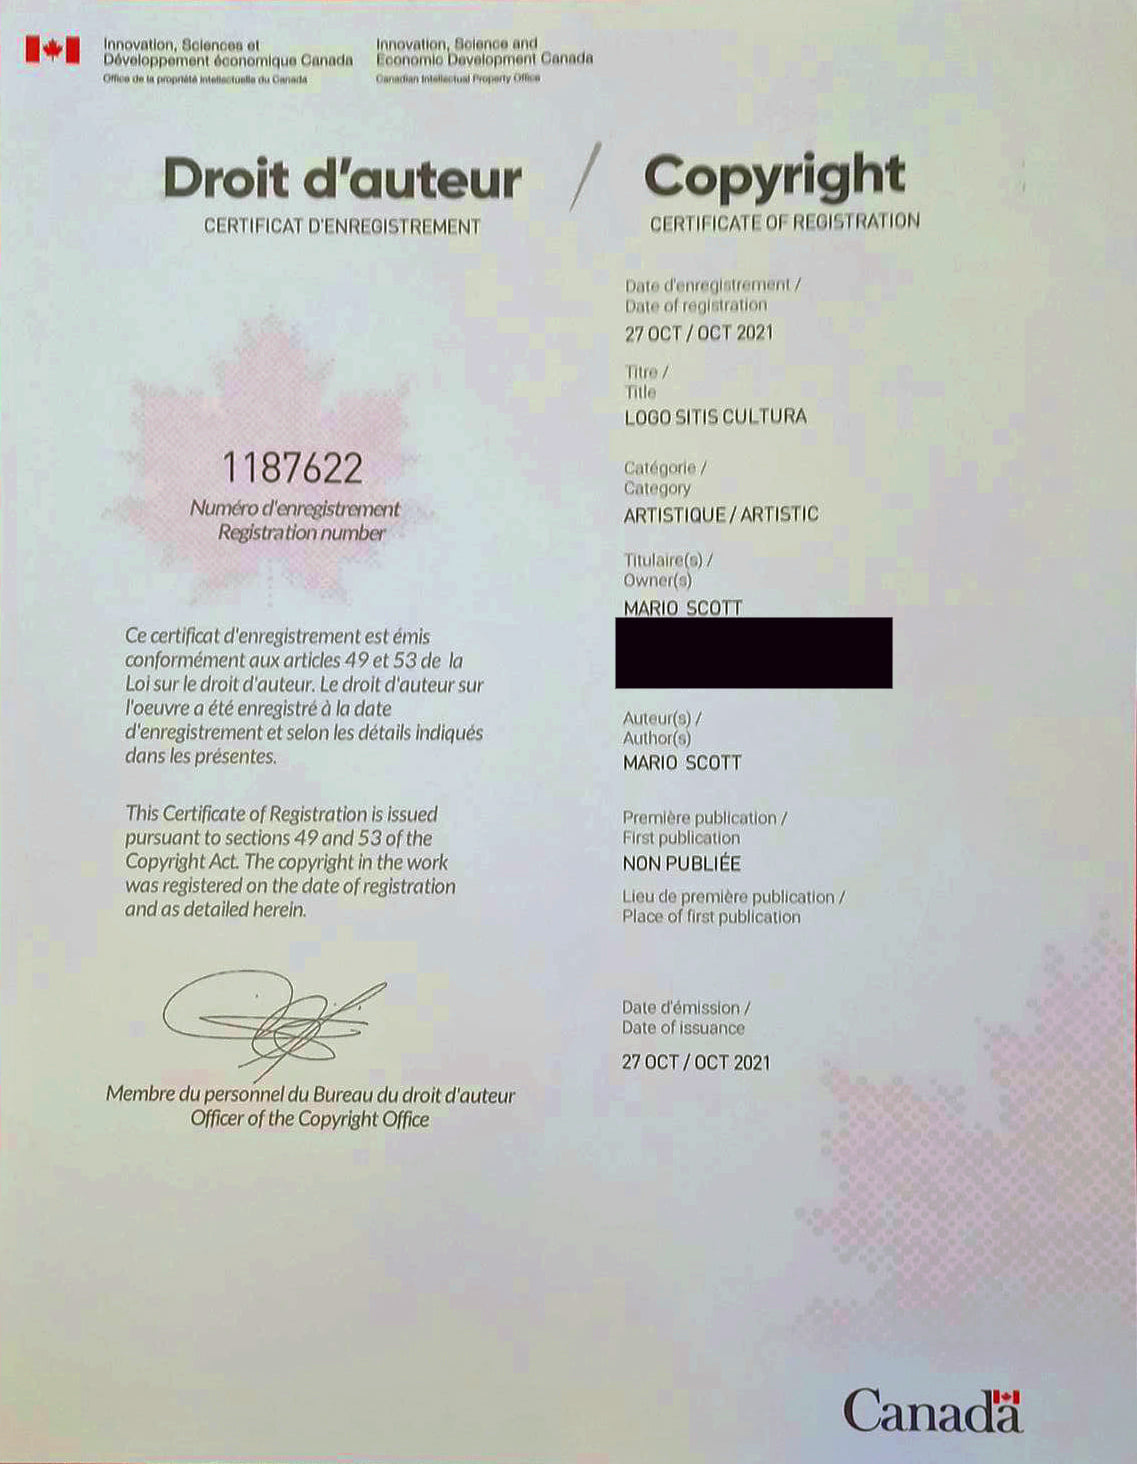 Innovation, Sciences et
Développement économique Canada
Office de la propriété intellectuelle du Canada
Innovation, Science and
Economic Development Canada
Canadian Intellectual Property Office
Droit d'auteur / Copyright
CERTIFICAT D'ENREGISTREMENT
CERTIFICATE OF REGISTRATION
1187622
Numéro d'enregistrement
Registration number
Ce certificat d'enregistrement est émis
conformément aux articles 49 et 53 de la
Loi sur le droit d'auteur. Le droit d'auteur sur
l'oeuvre a été enregistré à la date
d'enregistrement et selon les détails indiqués
dans les présentes.
This Certificate of Registration is issued
pursuant to sections 49 and 53 of the
Copyright Act. The copyright in the work
was registered on the date of registration
and as detailed herein.
Membre du personnel du Bureau du droit d'auteur
Officer of the Copyright Office
Date d'enregistrement /
Date of registration
27 OCT / OCT 2021
Titre /
Title
LOGO SITIS CULTURA
Catégorie /
Category
ARTISTIQUE / ARTISTIC
Titulaire(s) /
Owner(s)
MARIO SCOTT
Auteur(s) /
Author(s)
MARIO SCOTT
Première publication /
First publication
NON PUBLIÉE
Lieu de première publication /
Place of first publication
Date d'émission /
Date of issuance
27 OCT / OCT 2021
Canada